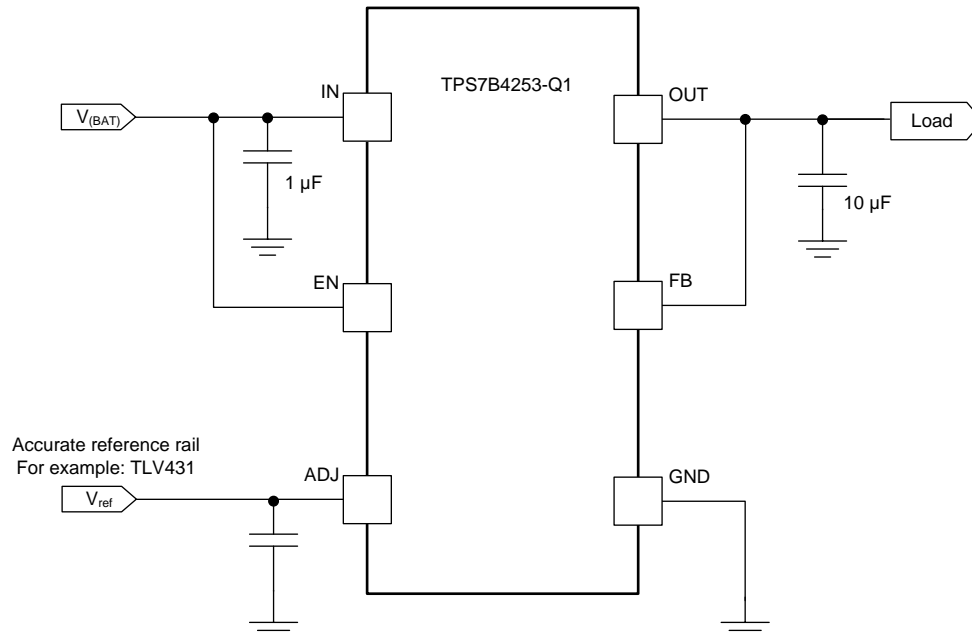 TPS7B4253-Q1
IN
OUT
V(BAT)
Load
1 µF
10 µF
EN
FB
Accurate reference rail
For example: TLV431
ADJ
GND
Vref